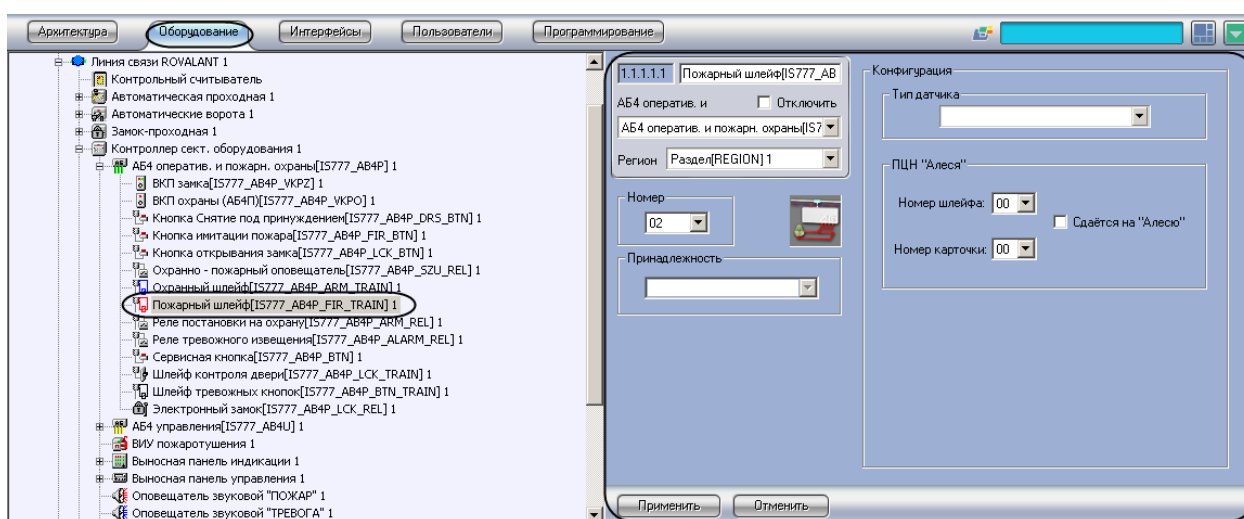 Архитектура Оборудование Интерфейсы Пользователи Программирование
Линия связи ROVALANT 1
Контрольный считыватель
Автоматическая проходная 1
Автоматические ворота 1
Замок-проходная 1
Контроллер сект. оборудования 1
АБ4 оператив. и пожарн. охраны[IS777_AB4P] 1
ВКП замка[IS777_AB4P_VKPZ] 1
ВКП охраны (АБ4П)[IS777_AB4P_VKPO] 1
Кнопка Снятие под принуждением[IS777_AB4P_DRS_BTN] 1
Кнопка имитации пожара[IS777_AB4P_FIR_BTN] 1
Кнопка открывания замка[IS777_AB4P_LCK_BTN] 1
Охранно - пожарный оповещатель[IS777_AB4P_SZU_REL] 1
Охранный шлейф[IS777_AB4P_ARM_TRAIN] 1
Пожарный шлейф[IS777_AB4P_FIR_TRAIN] 1
Реле постановки на охрану[IS777_AB4P_ARM_REL] 1
Реле тревожного извещения[IS777_AB4P_ALARM_REL] 1
Сервисная кнопка[IS777_AB4P_BTN] 1
Шлейф контроля двери[IS777_AB4P_LCK_TRAIN] 1
Шлейф тревожных кнопок[IS777_AB4P_BTN_TRAIN] 1
Электронный замок[IS777_AB4P_LCK_REL] 1
АБ4 управления[IS777_AB4U] 1
ВИУ пожаротушения 1
Выносная панель индикации 1
Выносная панель управления 1
Оповещатель звуковой "ПОЖАР" 1
Оповещатель звуковой "ТРЕВОГА" 1
1.1.1.1.1 Пожарный шлейф[IS777_AB
АБ4 оператив. и Отключить
АБ4 оператив. и пожарн. охраны[IS7
Регион Раздел[REGION] 1
Номер
02
Принадлежность
Конфигурация
Тип датчика
ПЦН "Алеся"
Номер шлейфа: 00
Сдаётся на "Алесю"
Номер карточки: 00
Применить Отменить